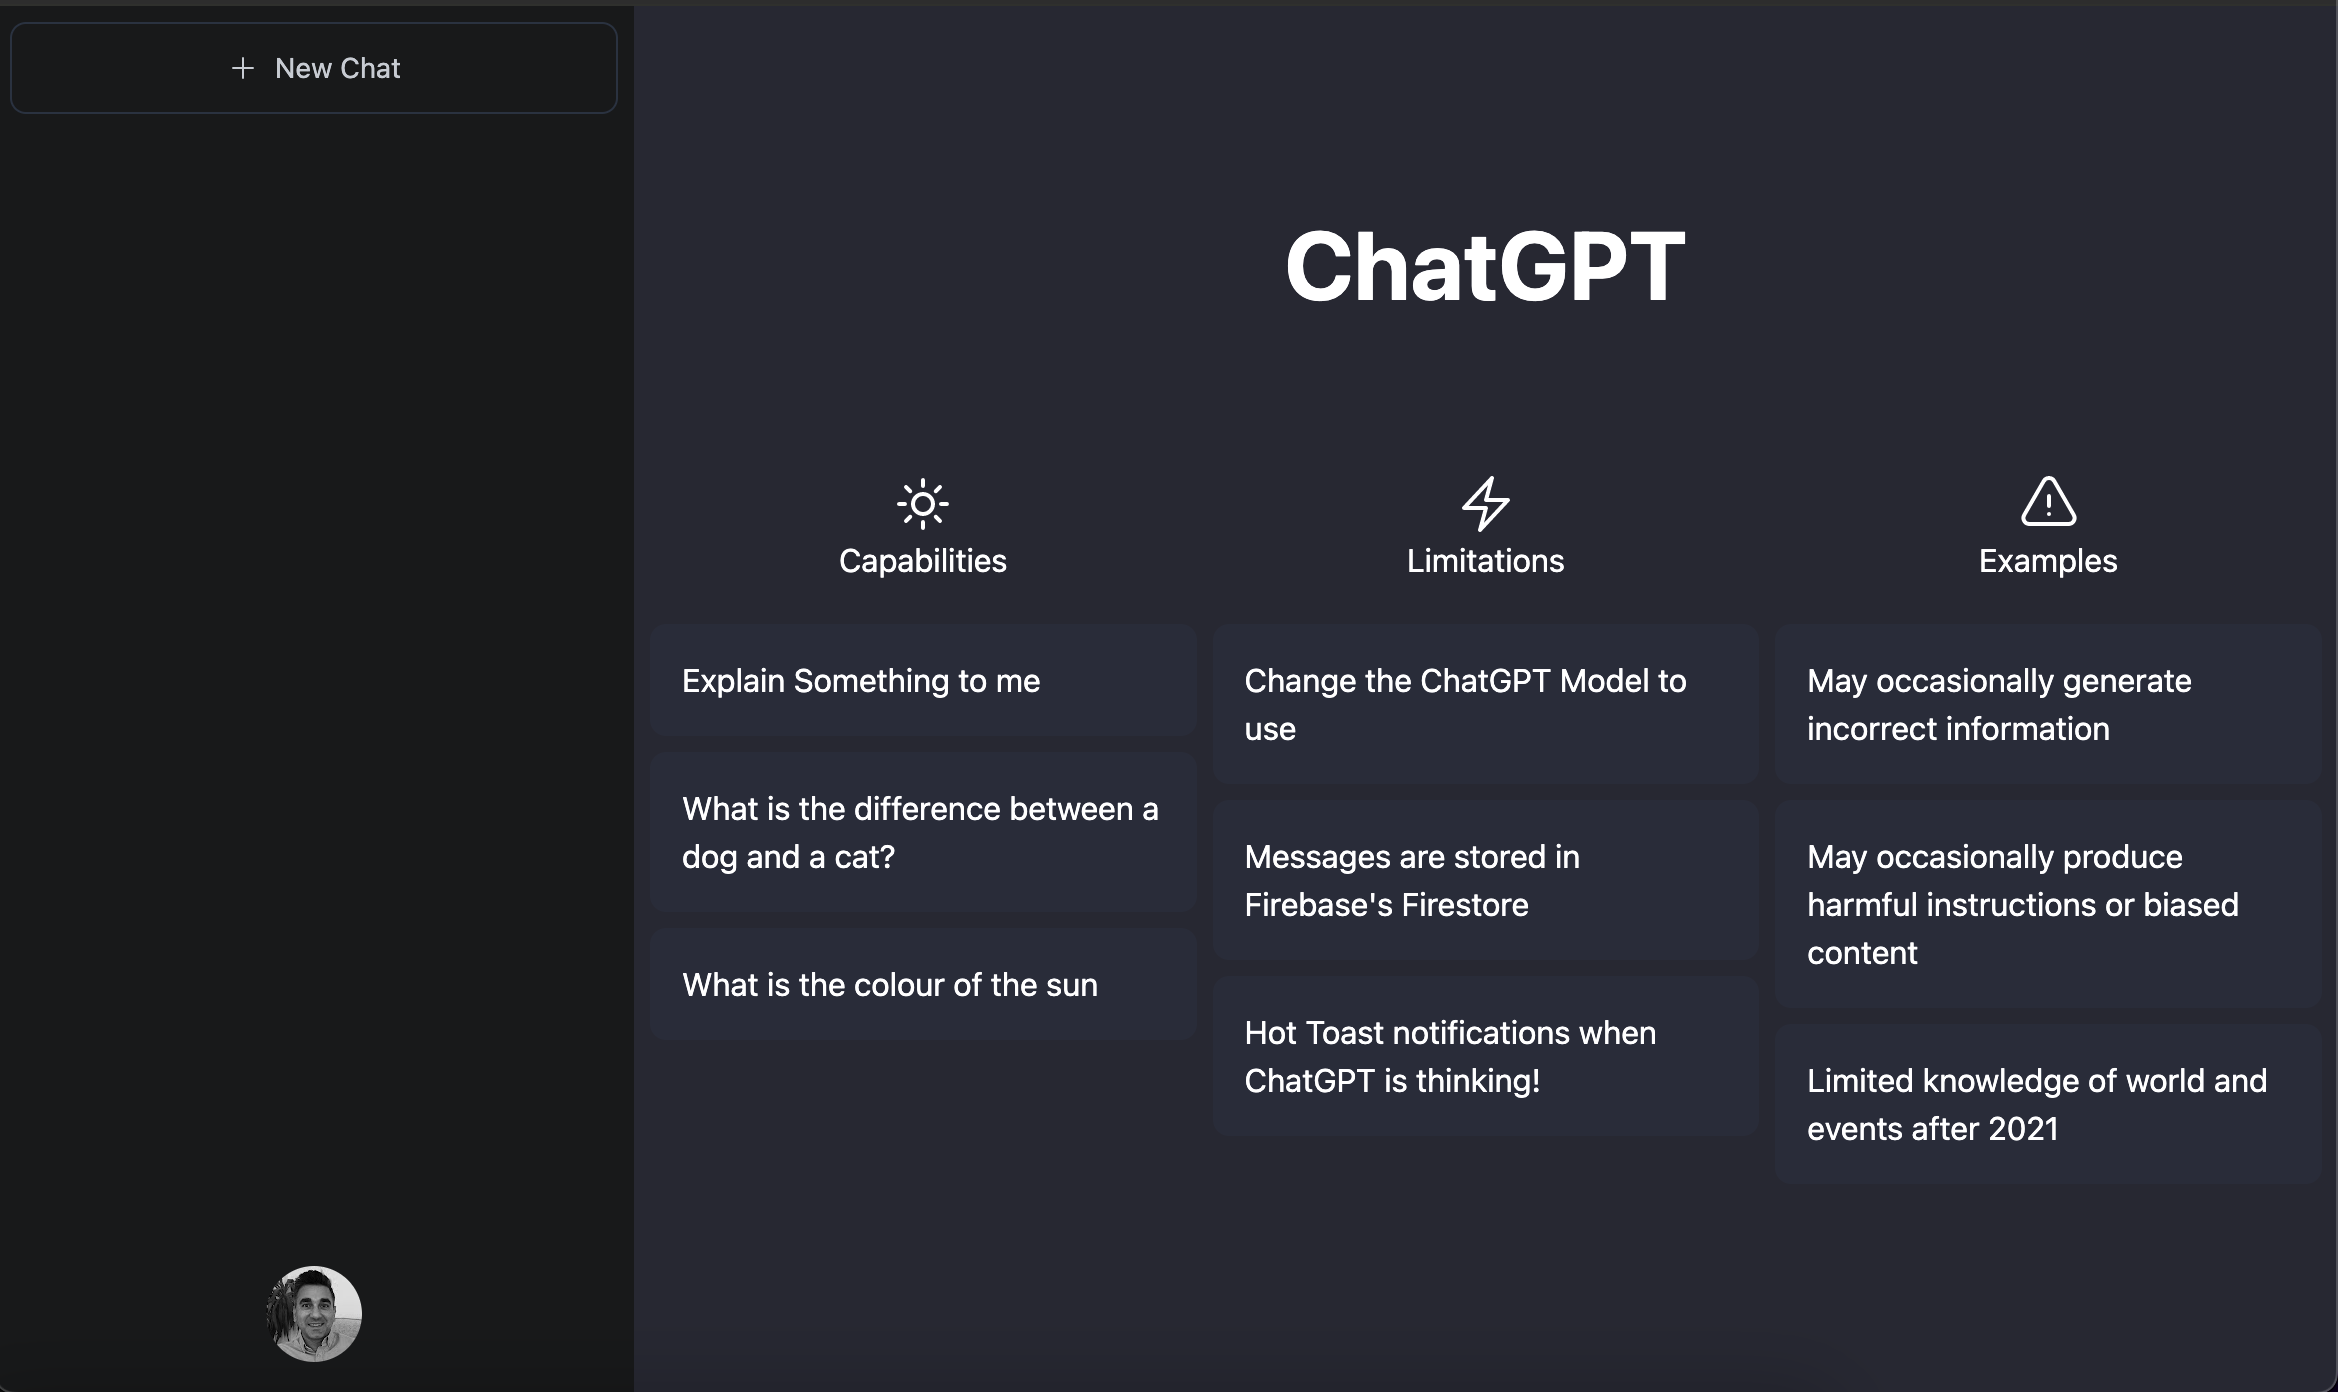 New Chat
ChatGPT
Capabilities
Explain Something to me
What is the difference between a
dog and a cat?
What is the colour of the sun
Limitations
Change the ChatGPT Model to
use
Messages are stored in
Firebase's Firestore
Hot Toast notifications when
ChatGPT is thinking!
Examples
May occasionally generate
incorrect information
May occasionally produce
harmful instructions or biased
content
Limited knowledge of world and
events after 2021